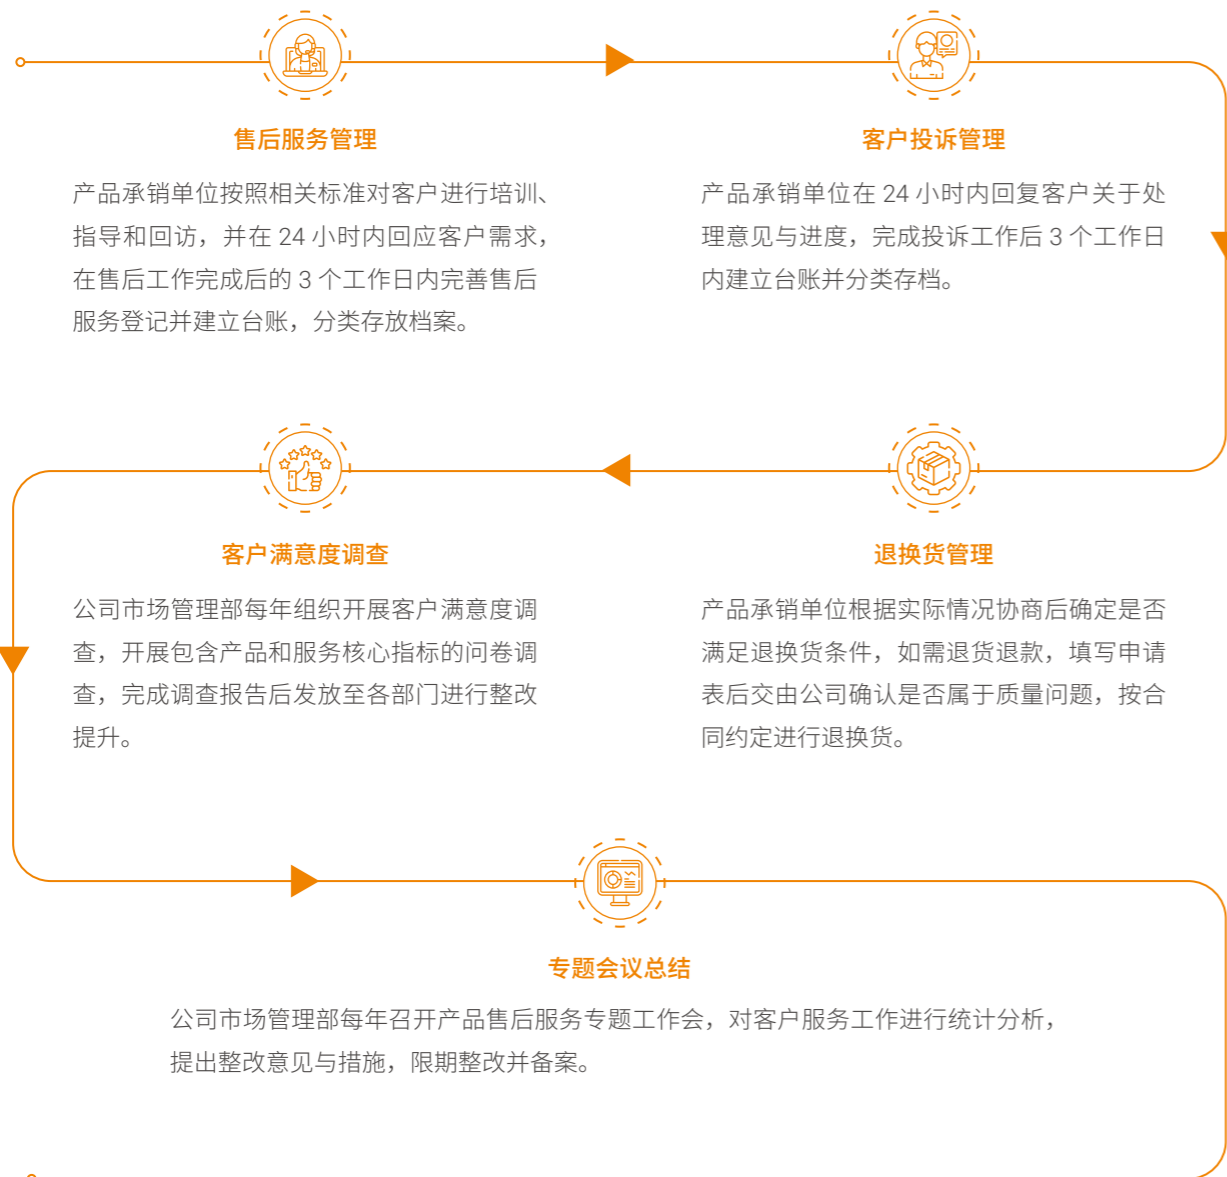 售后服务管理
产品承销单位按照相关标准对客户进行培训、
指导和回访，并在 24 小时内回应客户需求，
在售后工作完成后的 3 个工作日内完善售后
服务登记并建立台账，分类存放档案。
客户投诉管理
产品承销单位在 24 小时内回复客户关于处
理意见与进度，完成投诉工作后 3 个工作日
内建立台账并分类存档。
退换货管理
产品承销单位根据实际情况协商后确定是否
满足退换货条件，如需退货退款，填写申请
表后交由公司确认是否属于质量问题，按合
同约定进行退换货。
客户满意度调查
公司市场管理部每年组织开展客户满意度调
查，开展包含产品和服务核心指标的问卷调
查，完成调查报告后发放至各部门进行整改
提升。
专题会议总结
公司市场管理部每年召开产品售后服务专题工作会，对客户服务工作进行统计分析，
提出整改意见与措施，限期整改并备案。